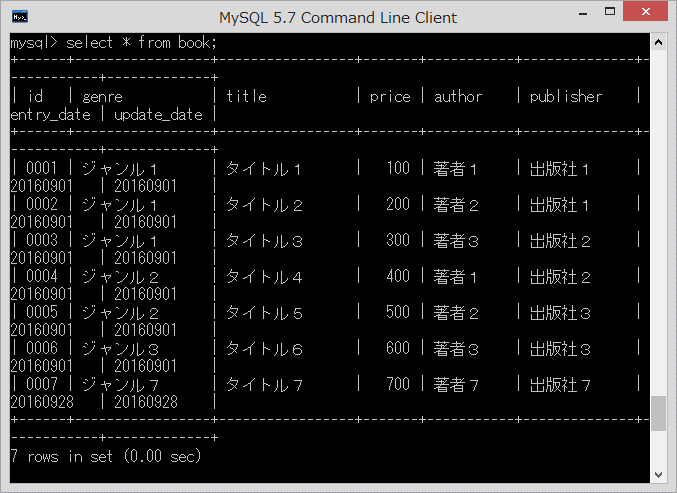 MySQL 5.7 Command Line Client
mysql> select * from book;
+------+-----------------+-----------------+-------+-----------+--------------+-
-----------+-------------+
| id   | genre           | title           | price | author    | publisher    |
entry_date | update_date |
+------+-----------------+-----------------+-------+-----------+--------------+-
-----------+-------------+
| 0001 | ジャンル１      | タイトル１      |   100 | 著者１    | 出版社１     |
20160901   | 20160901    |
| 0002 | ジャンル１      | タイトル２      |   200 | 著者２    | 出版社１     |
20160901   | 20160901    |
| 0003 | ジャンル１      | タイトル３      |   300 | 著者３    | 出版社２     |
20160901   | 20160901    |
| 0004 | ジャンル２      | タイトル４      |   400 | 著者１    | 出版社２     |
20160901   | 20160901    |
| 0005 | ジャンル２      | タイトル５      |   500 | 著者２    | 出版社３     |
20160901   | 20160901    |
| 0006 | ジャンル３      | タイトル６      |   600 | 著者３    | 出版社３     |
20160901   | 20160901    |
| 0007 | ジャンル７      | タイトル７      |   700 | 著者７    | 出版社７     |
20160928   | 20160928    |
+------+-----------------+-----------------+-------+-----------+--------------+-
-----------+-------------+
7 rows in set (0.00 sec)